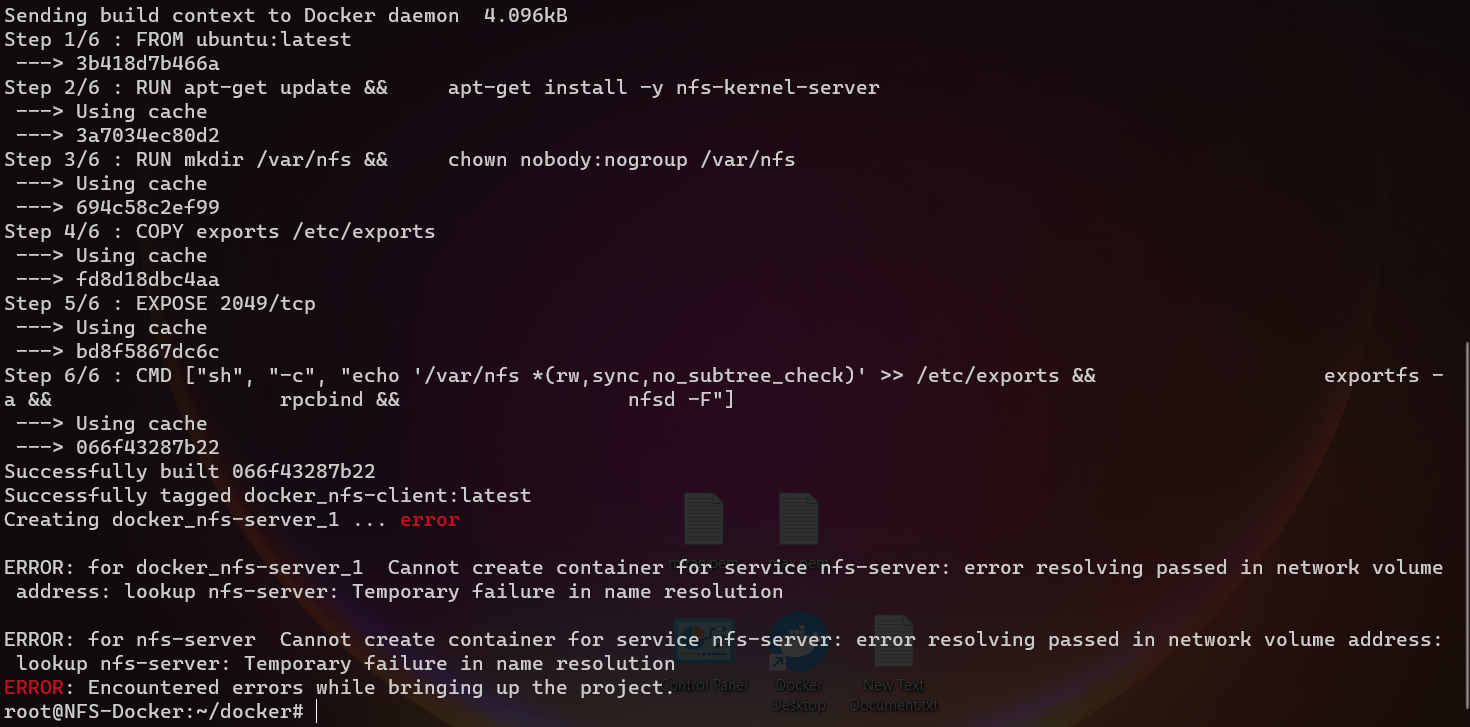 Sending build context to Docker daemon  4.096kB
Step 1/6 : FROM ubuntu:latest
 ---> 3b418d7b466a
Step 2/6 : RUN apt-get update &&     apt-get install -y nfs-kernel-server
 ---> Using cache
 ---> 3a7034ec80d2
Step 3/6 : RUN mkdir /var/nfs &&     chown nobody:nogroup /var/nfs
 ---> Using cache
 ---> 694c58c2ef99
Step 4/6 : COPY exports /etc/exports
 ---> Using cache
 ---> fd8d18dbc4aa
Step 5/6 : EXPOSE 2049/tcp
 ---> Using cache
 ---> bd8f5867dc6c
Step 6/6 : CMD ["sh", "-c", "echo '/var/nfs *(rw,sync,no_subtree_check)' >> /etc/exports &&                   exportfs -
a &&                   rpcbind &&                   nfsd -F"]
 ---> Using cache
 ---> 066f43287b22
Successfully built 066f43287b22
Successfully tagged docker_nfs-client:latest
Creating docker_nfs-server_1 ... error
ERROR: for docker_nfs-server_1  Cannot create container for service nfs-server: error resolving passed in network volume
 address: lookup nfs-server: Temporary failure in name resolution
ERROR: for nfs-server  Cannot create container for service nfs-server: error resolving passed in network volume address:
 lookup nfs-server: Temporary failure in name resolution
ERROR: Encountered errors while bringing up the project.
Control Panel
Docker Desktop
New Text Document.txt
root@NFS-Docker:~/docker#